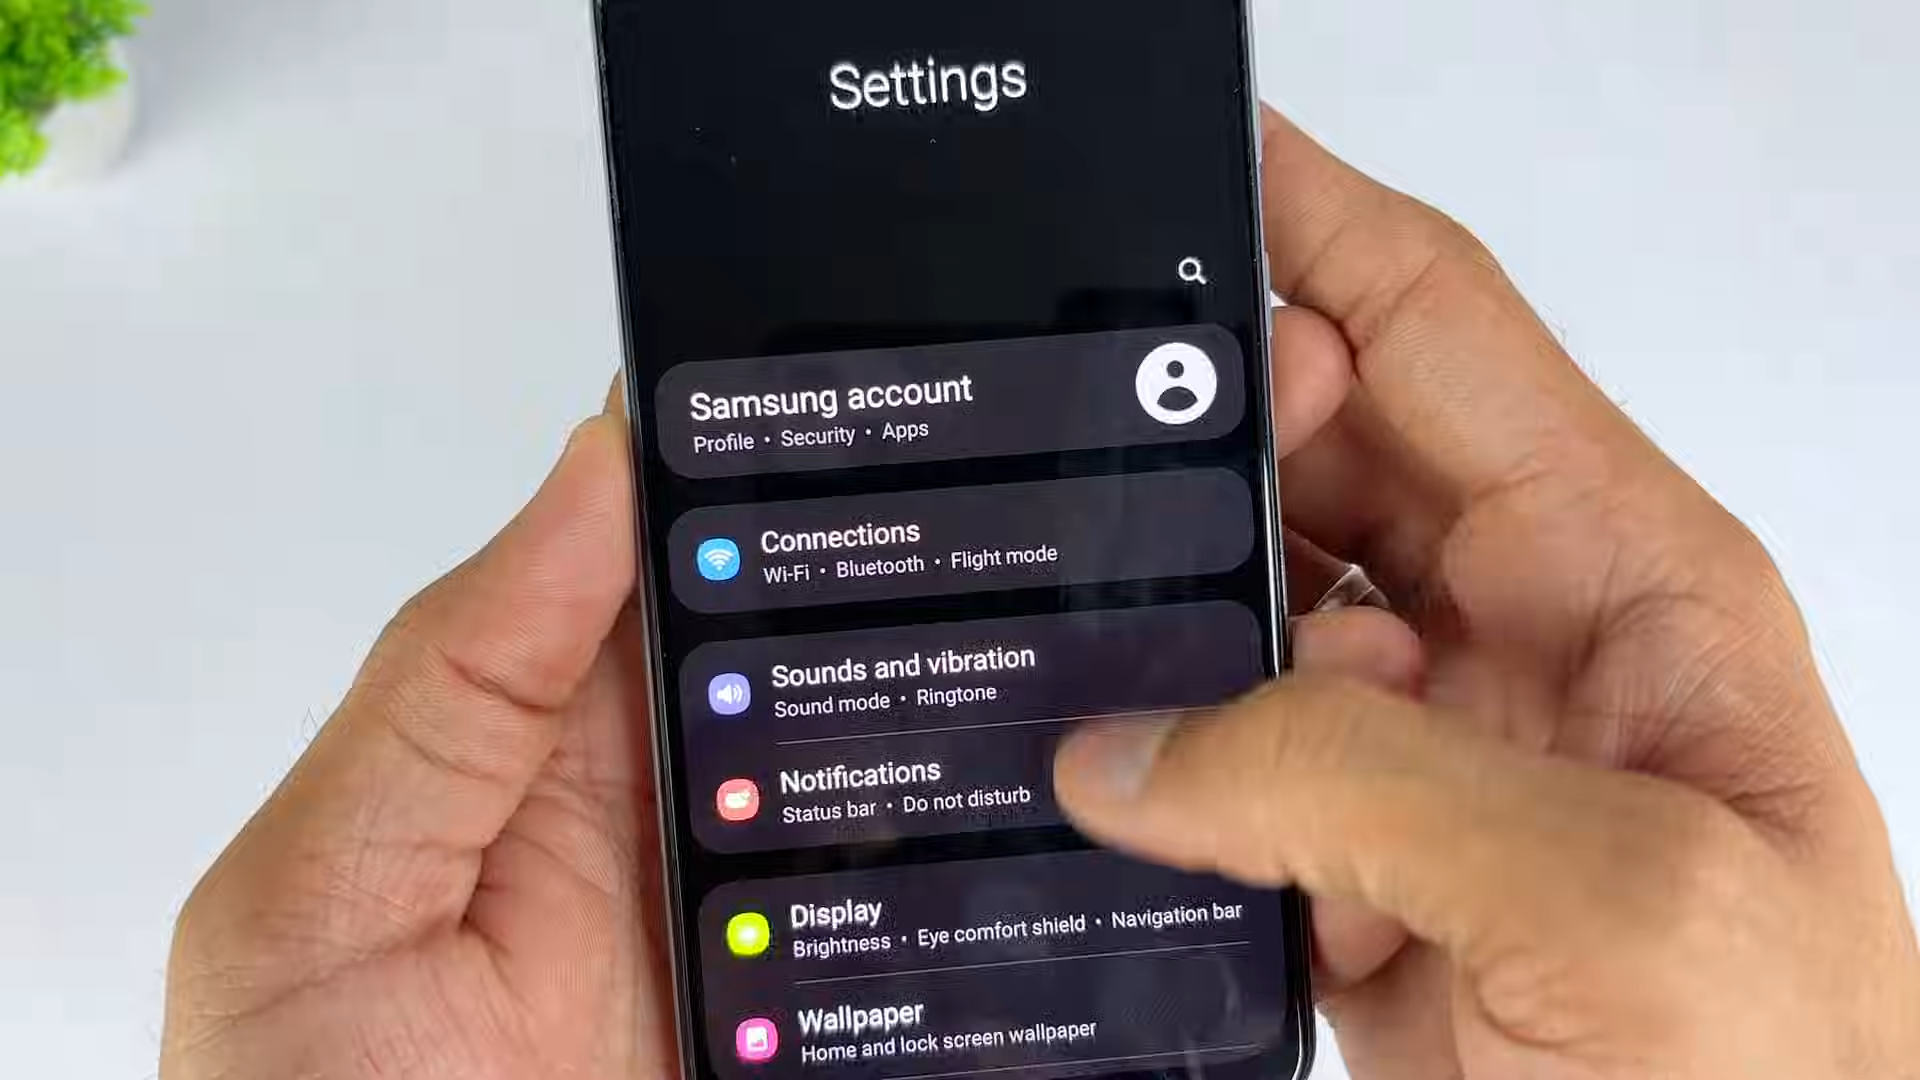 Settings
Samsung account
Profile • Security • Apps
Connections
Wi-Fi • Bluetooth • Flight mode
Sounds and vibration
Sound mode • Ringtone
Notifications
Status bar • Do not disturb
Display
Brightness • Eye comfort shield • Navigation bar
Wallpaper
Home and lock screen wallpaper